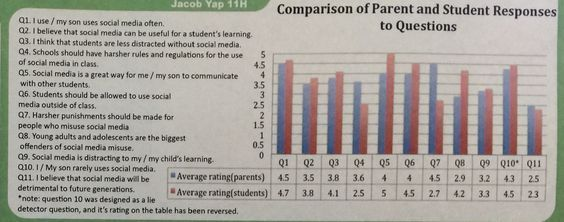 Jacob Yap 11H
Q1. I use / my son uses social media often.
Q2. I believe that social media can be useful for a student's learning.
Q3. I think that students are less distracted without social media.
Q4. Schools should have harsher rules and regulations for the use
of social media in class.
Q5. Social media is a great way for me / my son to communicate
with other students.
Q6. Students should be allowed to use social
media outside of class.
Q7. Harsher punishments should be made for
people who misuse social media
Q8. Young adults and adolescents are the biggest
offenders of social media misuse.
Q9. Social media is distracting to my / my child's learning.
Q10. I / My son rarely uses social media.
Q11. I believe that social media will be
detrimental to future generations.
*note: question 10 was designed as a lie
detector question, and it's rating on the table has been reversed.
Comparison of Parent and Student Responses
to Questions
5
4.5
4
3.5
3
2.5
2
1.5
1
0.5
0
Q1 Q2 Q3 Q4 Q5 Q6 Q7 Q8 Q9 Q10* Q11
Average rating(parents) 4.5 3.5 3.8 3.6 4 4 4.5 2.9 3.2 4.3 2.5
Average rating(students) 4.7 3.8 4.1 2.5 5 4.5 2.7 4.2 3.3 4.5 2.3